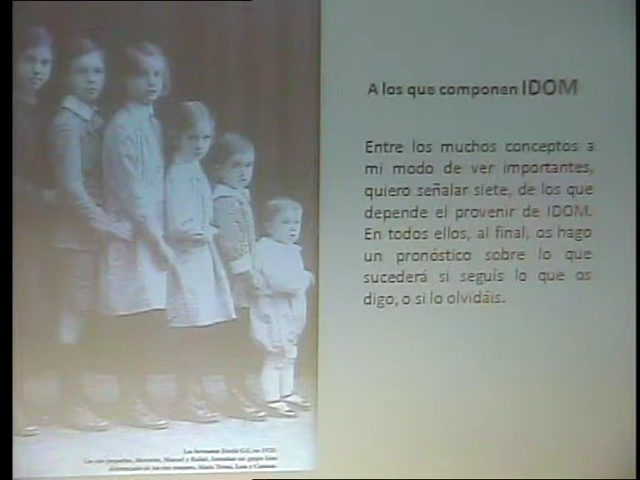 A los que componen IDOM
Entre los muchos conceptos a
mi modo de ver importantes,
quiero señalar siete, de los que
depende el provenir de IDOM.
En todos ellos, al final, os hago
un pronóstico sobre lo que
sucederá si seguís lo que os
digo, o si lo olvidáis.